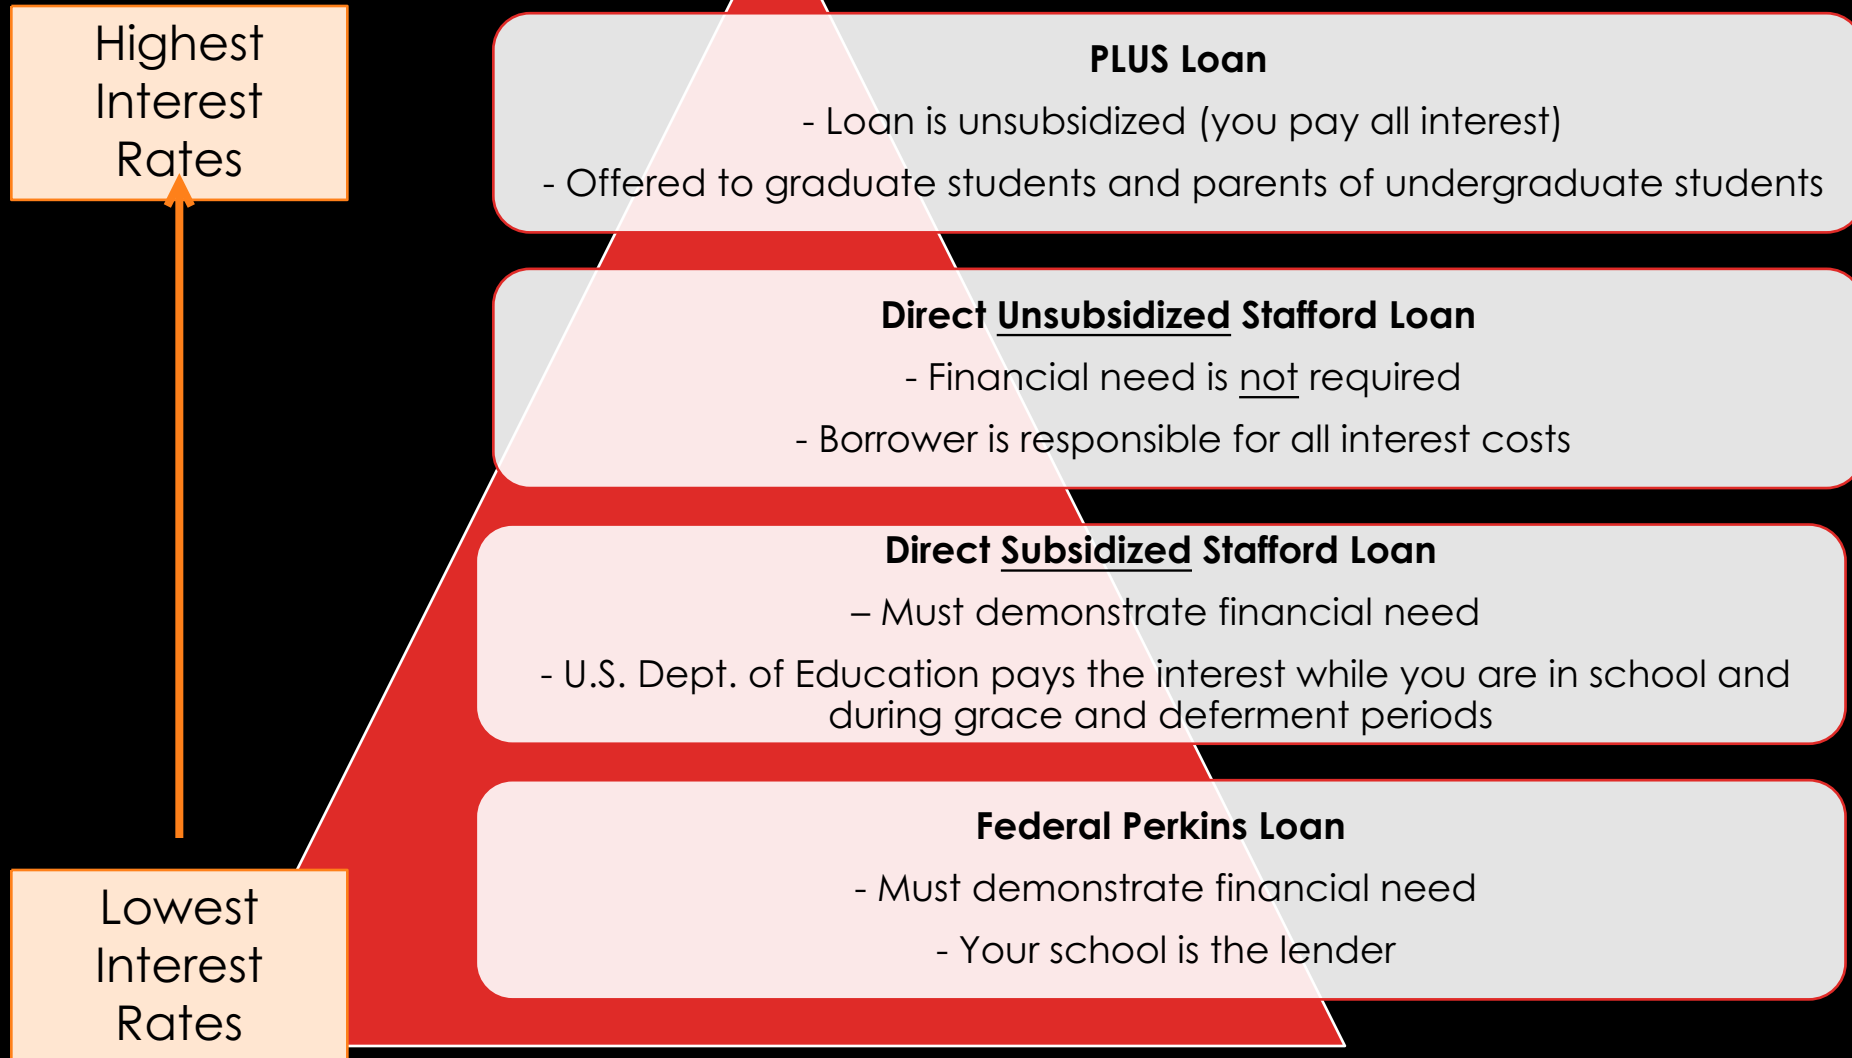 Highest
Interest
Rates
PLUS Loan
- Loan is unsubsidized (you pay all interest)
- Offered to graduate students and parents of undergraduate students
Direct Unsubsidized Stafford Loan
- Financial need is not required
- Borrower is responsible for all interest costs
Direct Subsidized Stafford Loan
– Must demonstrate financial need
- U.S. Dept. of Education pays the interest while you are in school and
during grace and deferment periods
Federal Perkins Loan
- Must demonstrate financial need
- Your school is the lender
Lowest
Interest
Rates